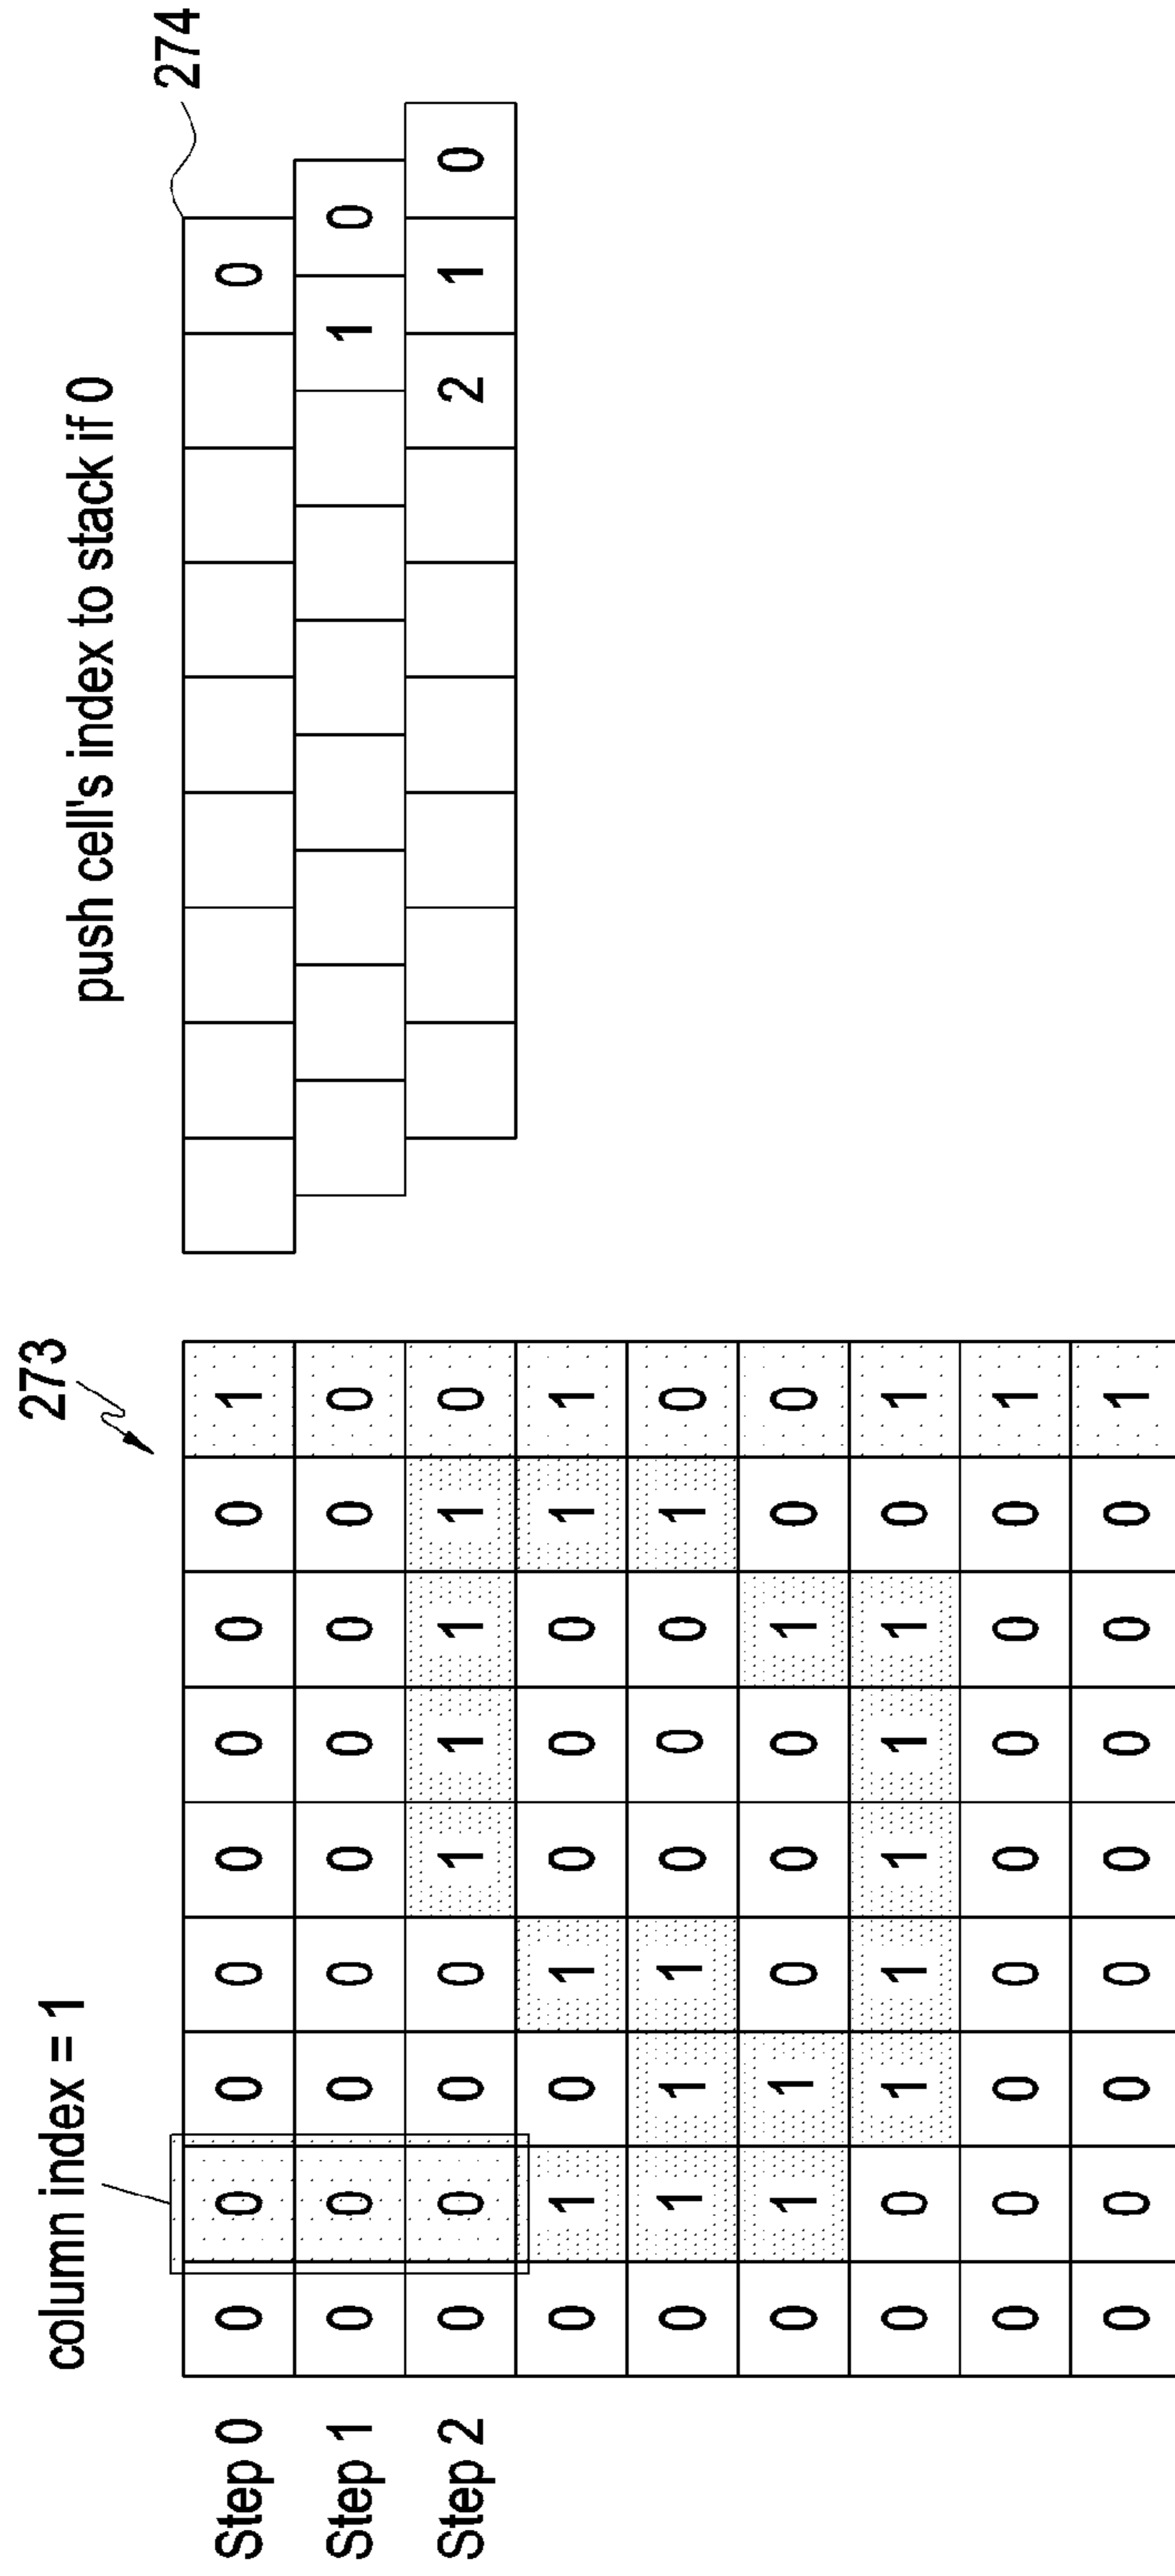 column index = 1
273
Step 0 0 0 0 0 0 0 0 0 1
Step 1 0 0 0 0 0 0 0 0 0
Step 2 0 0 0 0 1 1 1 1 0
0 1 0 1 0 0 0 1 1
0 1 1 1 0 0 0 1 0
0 1 1 0 0 0 1 0 0
0 0 1 1 1 1 1 0 1
0 0 0 0 0 0 0 0 1
0 0 0 0 0 0 0 0 1
push cell's index to stack if 0
274
0
1 0
2 1 0